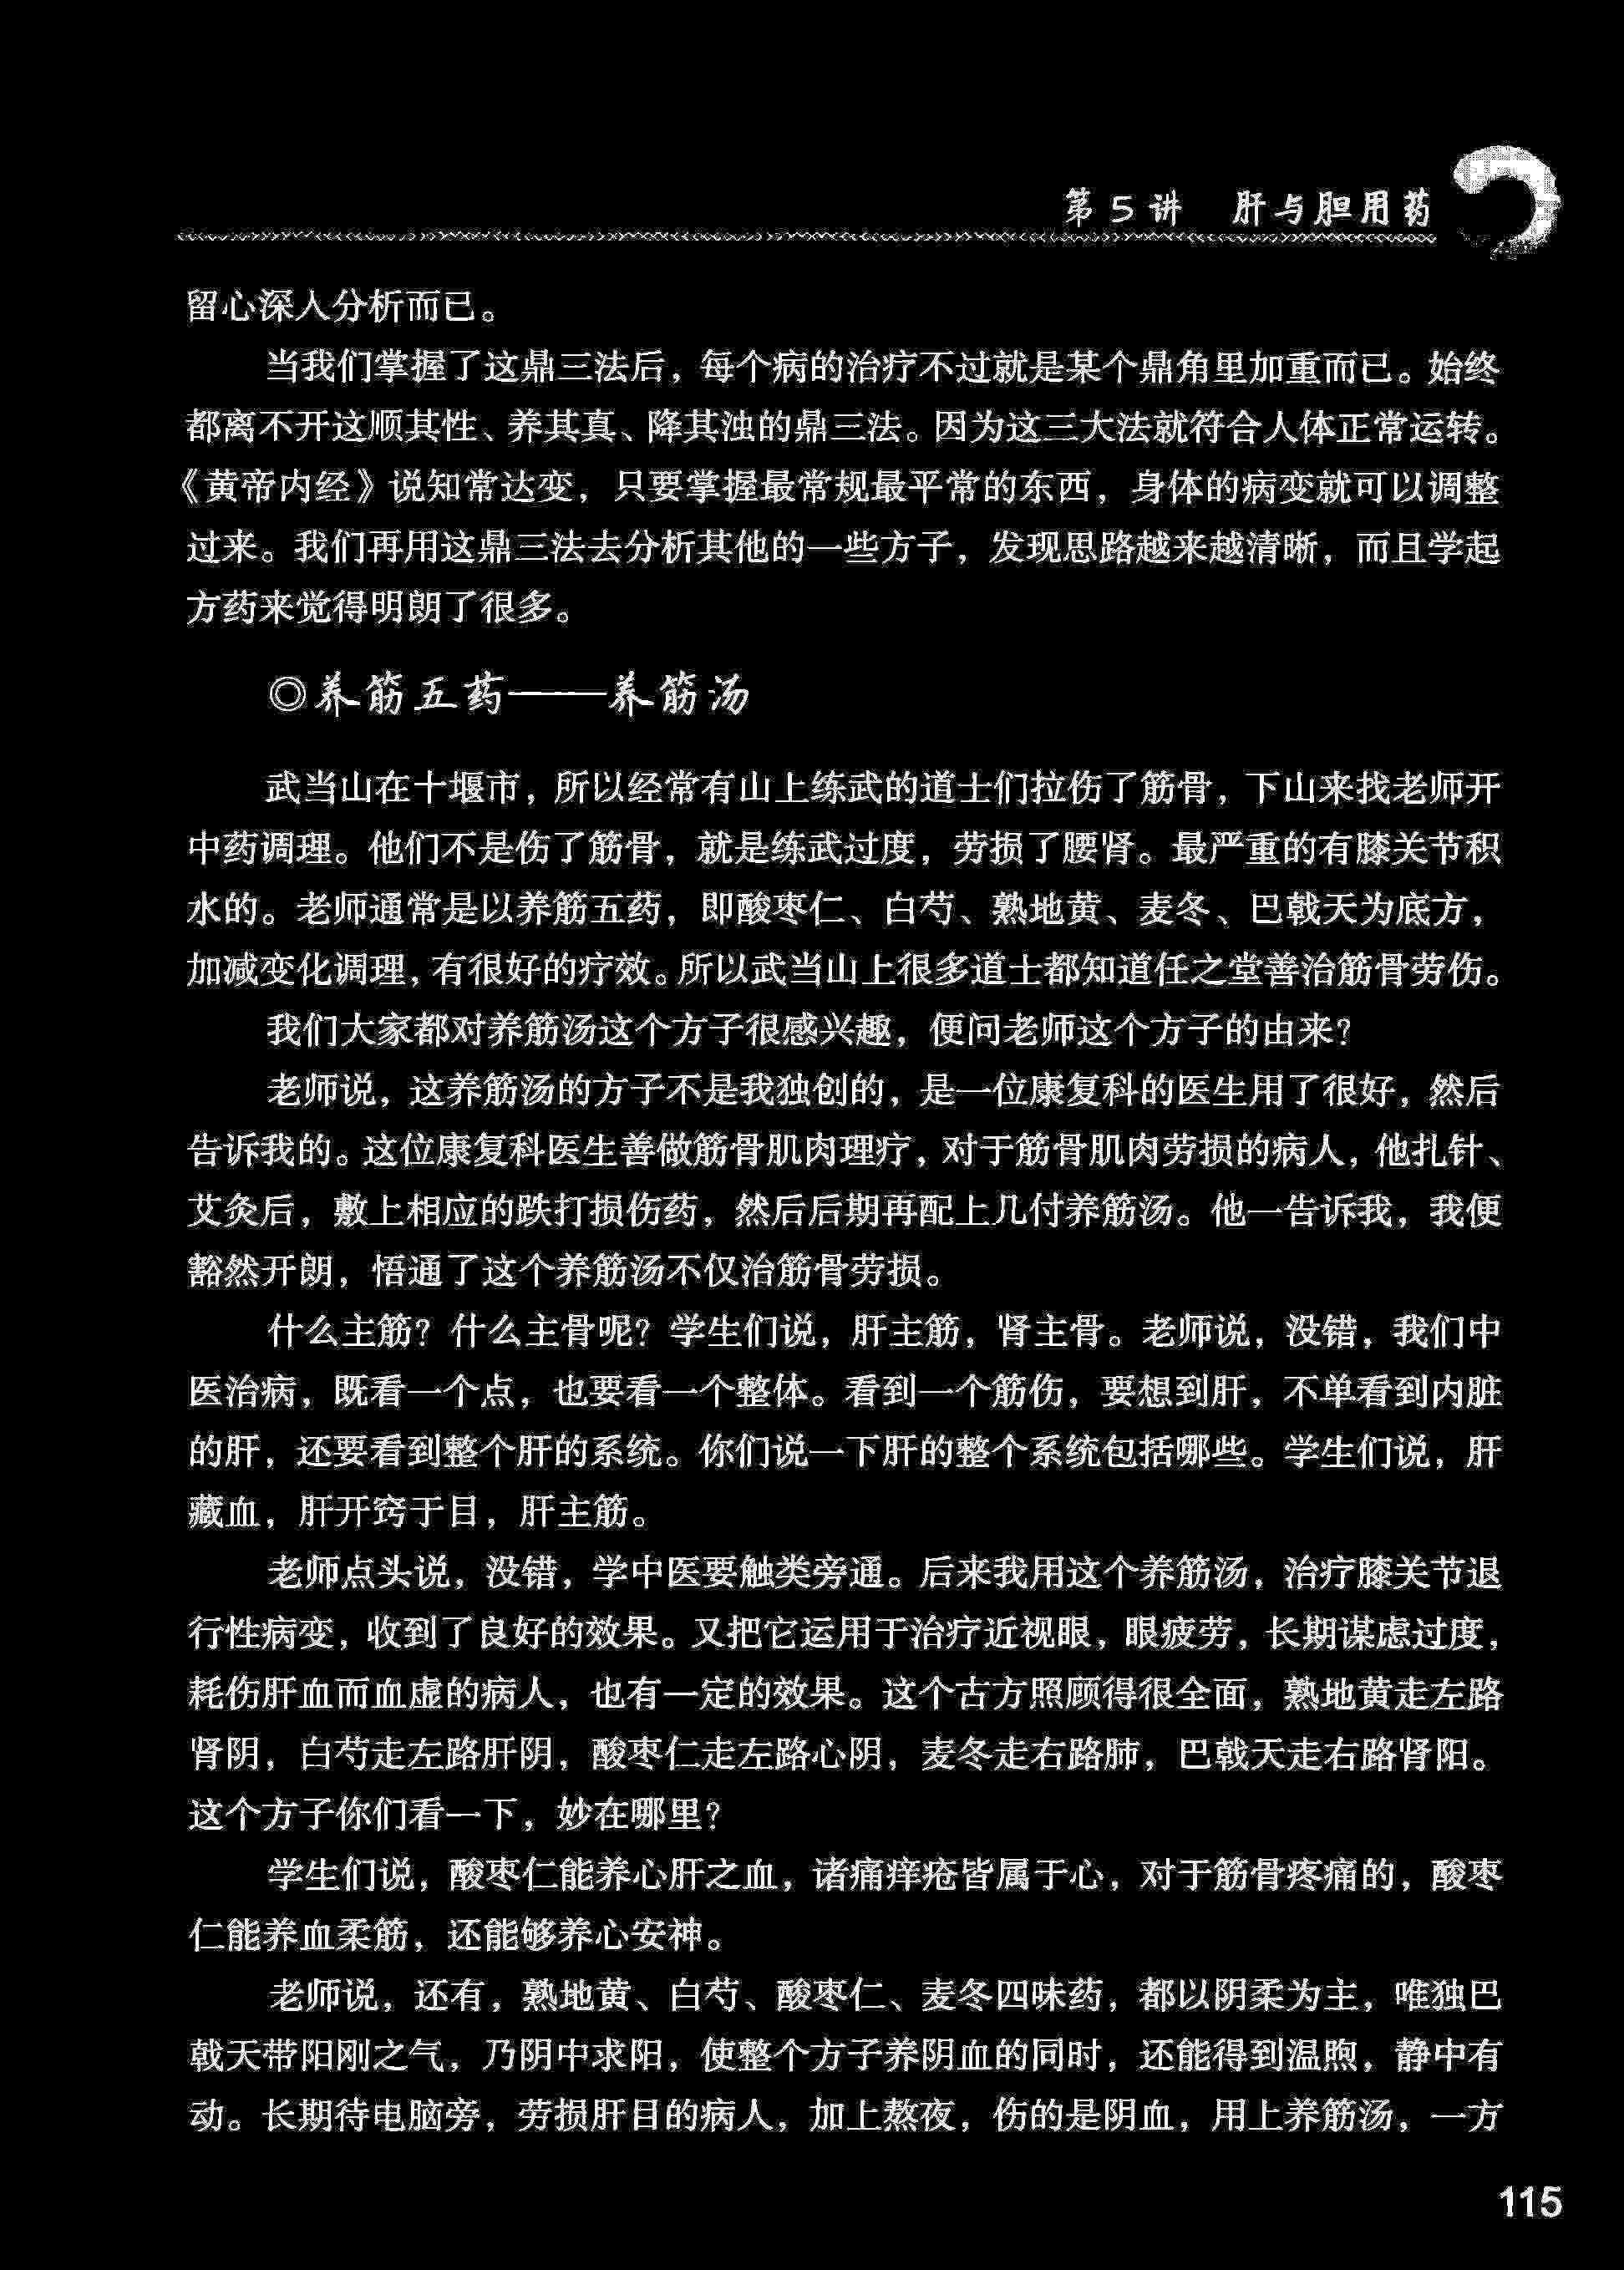 第5讲 肝与胆用药
留心深入分析而已。
当我们掌握了这鼎三法后，每个病的治疗不过就是某个鼎角里加重而已。始终
都离不开这顺其性、养其真、降其浊的鼎三法。因为这三大法就符合人体正常运转。
《黄帝内经》说知常达变，只要掌握最常规最平常的东西，身体的病变就可以调整
过来。我们再用这鼎三法去分析其他的一些方子，发现思路越来越清晰，而且学起
方药来觉得明朗了很多。
◎养筋五药——养筋汤
武当山在十堰市，所以经常有山上练武的道士们拉伤了筋骨，下山来找老师开
中药调理。他们不是伤了筋骨，就是练武过度，劳损了腰肾。最严重的有膝关节积
水的。老师通常是以养筋五药，即酸枣仁、白芍、熟地黄、麦冬、巴戟天为底方，
加减变化调理，有很好的疗效。所以武当山上很多道士都知道任之堂善治筋骨劳伤。
我们大家都对养筋汤这个方子很感兴趣，便问老师这个方子的由来？
老师说，这养筋汤的方子不是我独创的，是一位康复科的医生用了很好，然后
告诉我的。这位康复科医生善做筋骨肌肉理疗，对于筋骨肌肉劳损的病人，他扎针、
艾灸后，敷上相应的跌打损伤药，然后后期再配上几付养筋汤。他一告诉我，我便
豁然开朗，悟通了这个养筋汤不仅治筋骨劳损。
什么主筋？什么主骨呢？学生们说，肝主筋，肾主骨。老师说，没错，我们中
医治病，既看一个点，也要看一个整体。看到一个筋伤，要想到肝，不单看到内脏
的肝，还要看到整个肝的系统。你们说一下肝的整个系统包括哪些。学生们说，肝
藏血，肝开窍于目，肝主筋。
老师点头说，没错，学中医要触类旁通。后来我用这个养筋汤，治疗膝关节退
行性病变，收到了良好的效果。又把它运用于治疗近视眼，眼疲劳，长期谋虑过度，
耗伤肝血而血虚的病人，也有一定的效果。这个古方照顾得很全面，熟地黄走左路
肾阴，白芍走左路肝阴，酸枣仁走左路心阴，麦冬走右路肺，巴戟天走右路肾阳。
这个方子你们看一下，妙在哪里？
学生们说，酸枣仁能养心肝之血，诸痛痒疮皆属于心，对于筋骨疼痛的，酸枣
仁能养血柔筋，还能够养心安神。
老师说，还有，熟地黄、白芍、酸枣仁、麦冬四味药，都以阴柔为主，唯独巴
戟天带阳刚之气，乃阴中求阳，使整个方子养阴血的同时，还能得到温煦，静中有
动。长期待电脑旁，劳损肝目的病人，加上熬夜，伤的是阴血，用上养筋汤，一方
115